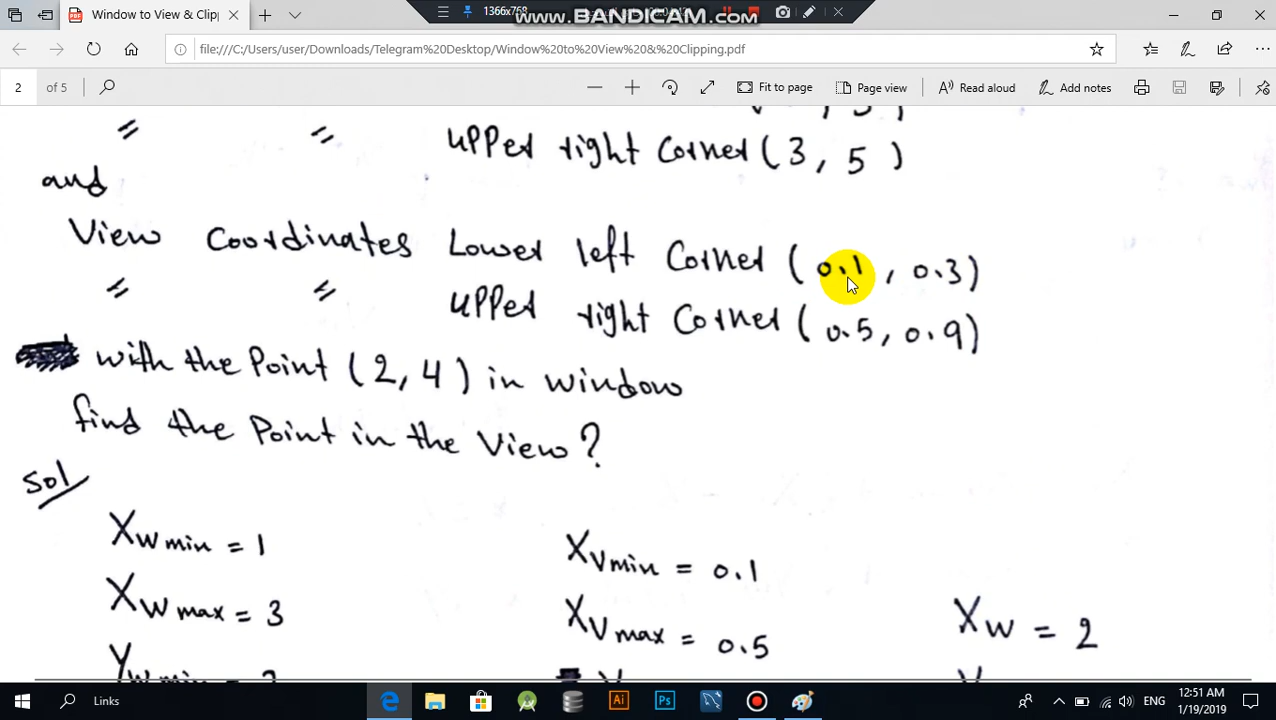 Window to View & Clip
1366x768
www.BANDICAM.com
file:///C:/Users/user/Downloads/Telegram%20Desktop/Window%20to%20View%20&%20Clipping.pdf
2 of 5
Fit to page
Page view
Read aloud
Add notes
〃 〃 upper right Corner ( 3 , 5 )
and
View Coordinates Lower left Corner ( 0.1 , 0.3)
〃 〃 upper right Corner ( 0.5, 0.9)
with the Point ( 2, 4 ) in window
find the Point in the View ?
Sol
Xw min = 1
Xv min = 0.1
Xw max = 3
Xv max = 0.5
Xw = 2
Yw min = 2
Links
12:51 AM
1/19/2019